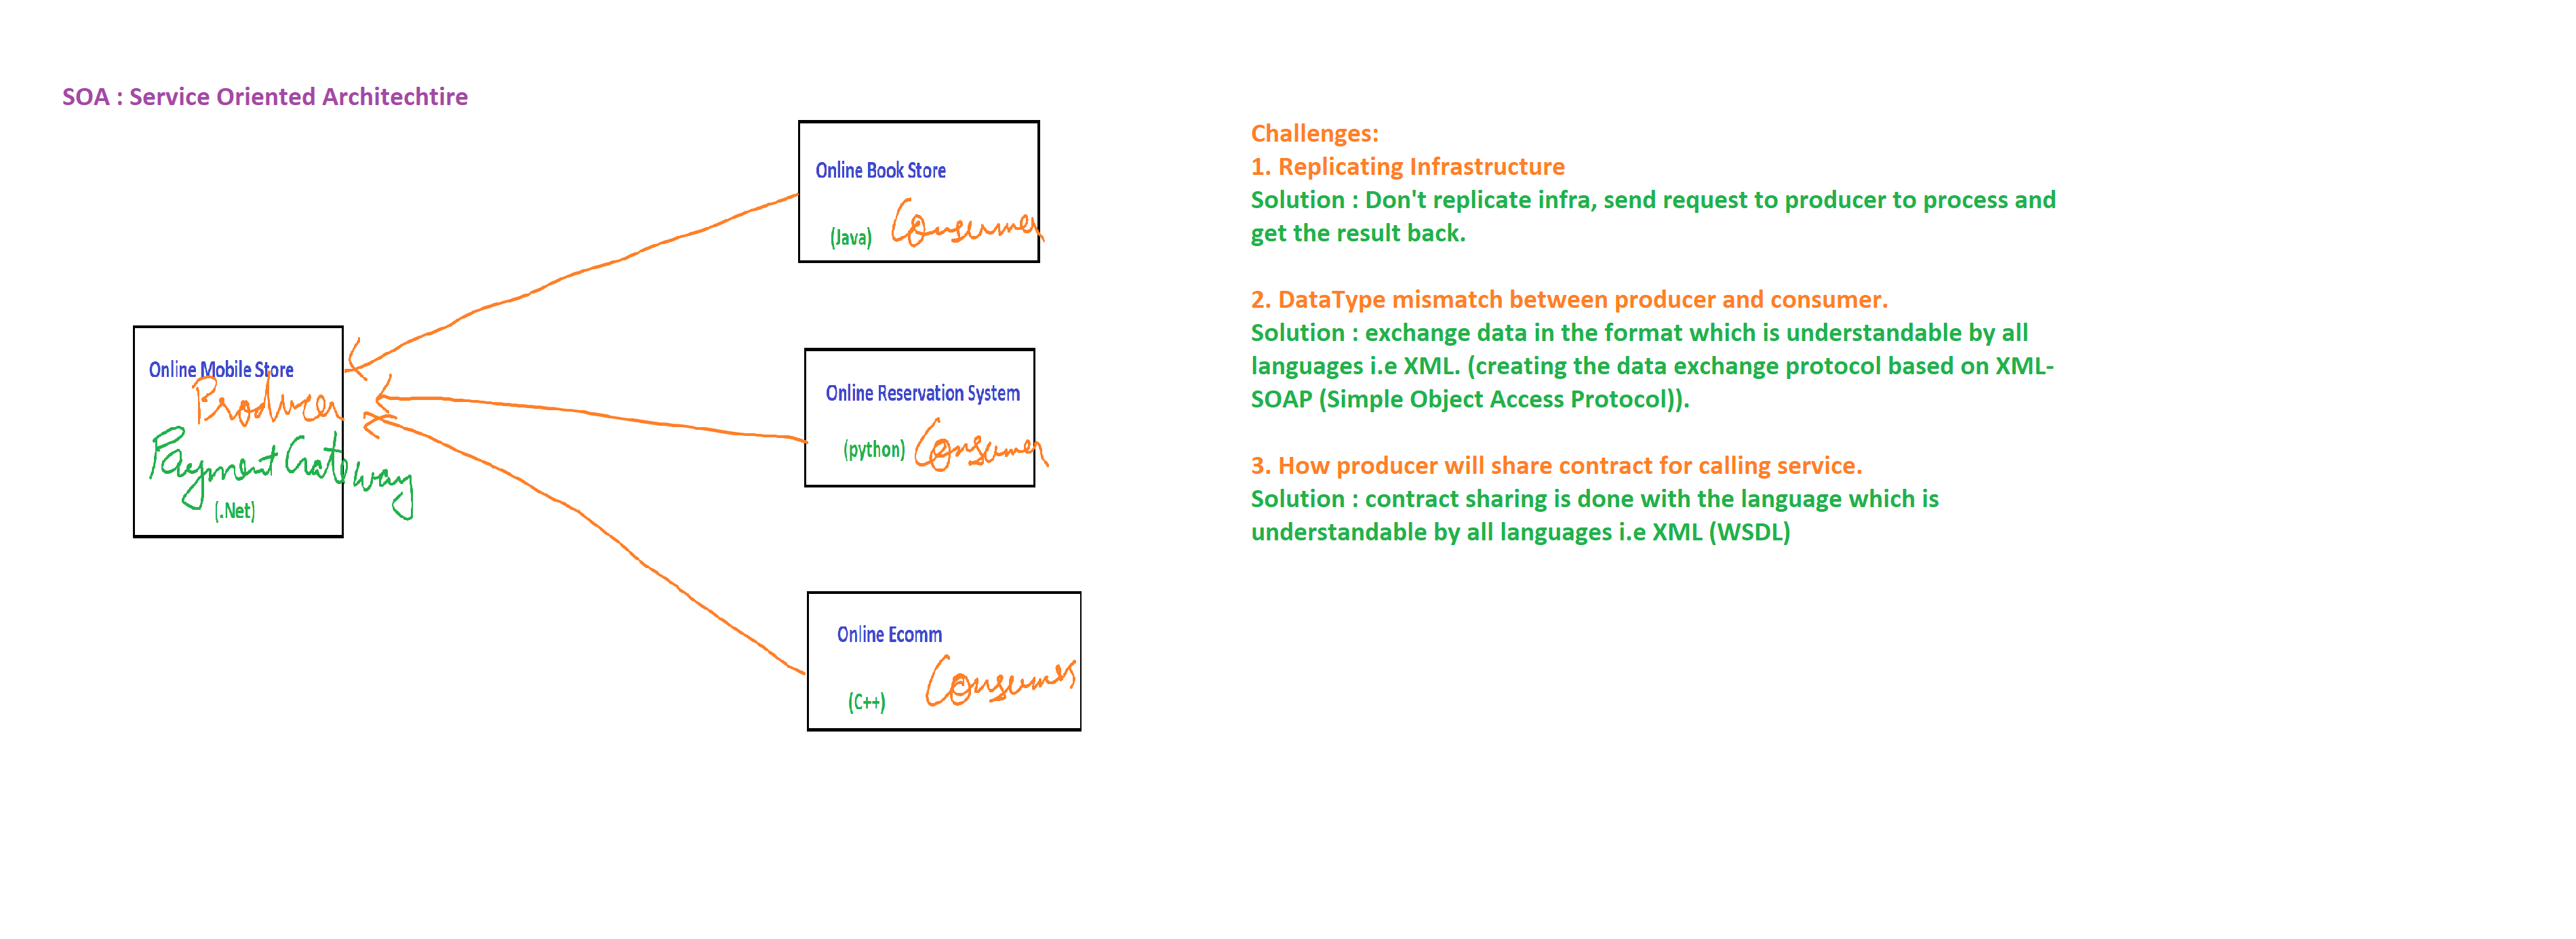 SOA : Service Oriented Architechtire
Online Mobile Store
Producer
Payment Gateway
(.Net)
Online Book Store
(Java) Consumer
Online Reservation System
(python) Consumer
Online Ecomm
(C++) Consumer
Challenges:
1. Replicating Infrastructure
Solution : Don't replicate infra, send request to producer to process and
get the result back.
2. DataType mismatch between producer and consumer.
Solution : exchange data in the format which is understandable by all
languages i.e XML. (creating the data exchange protocol based on XML-
SOAP (Simple Object Access Protocol)).
3. How producer will share contract for calling service.
Solution : contract sharing is done with the language which is
understandable by all languages i.e XML (WSDL)